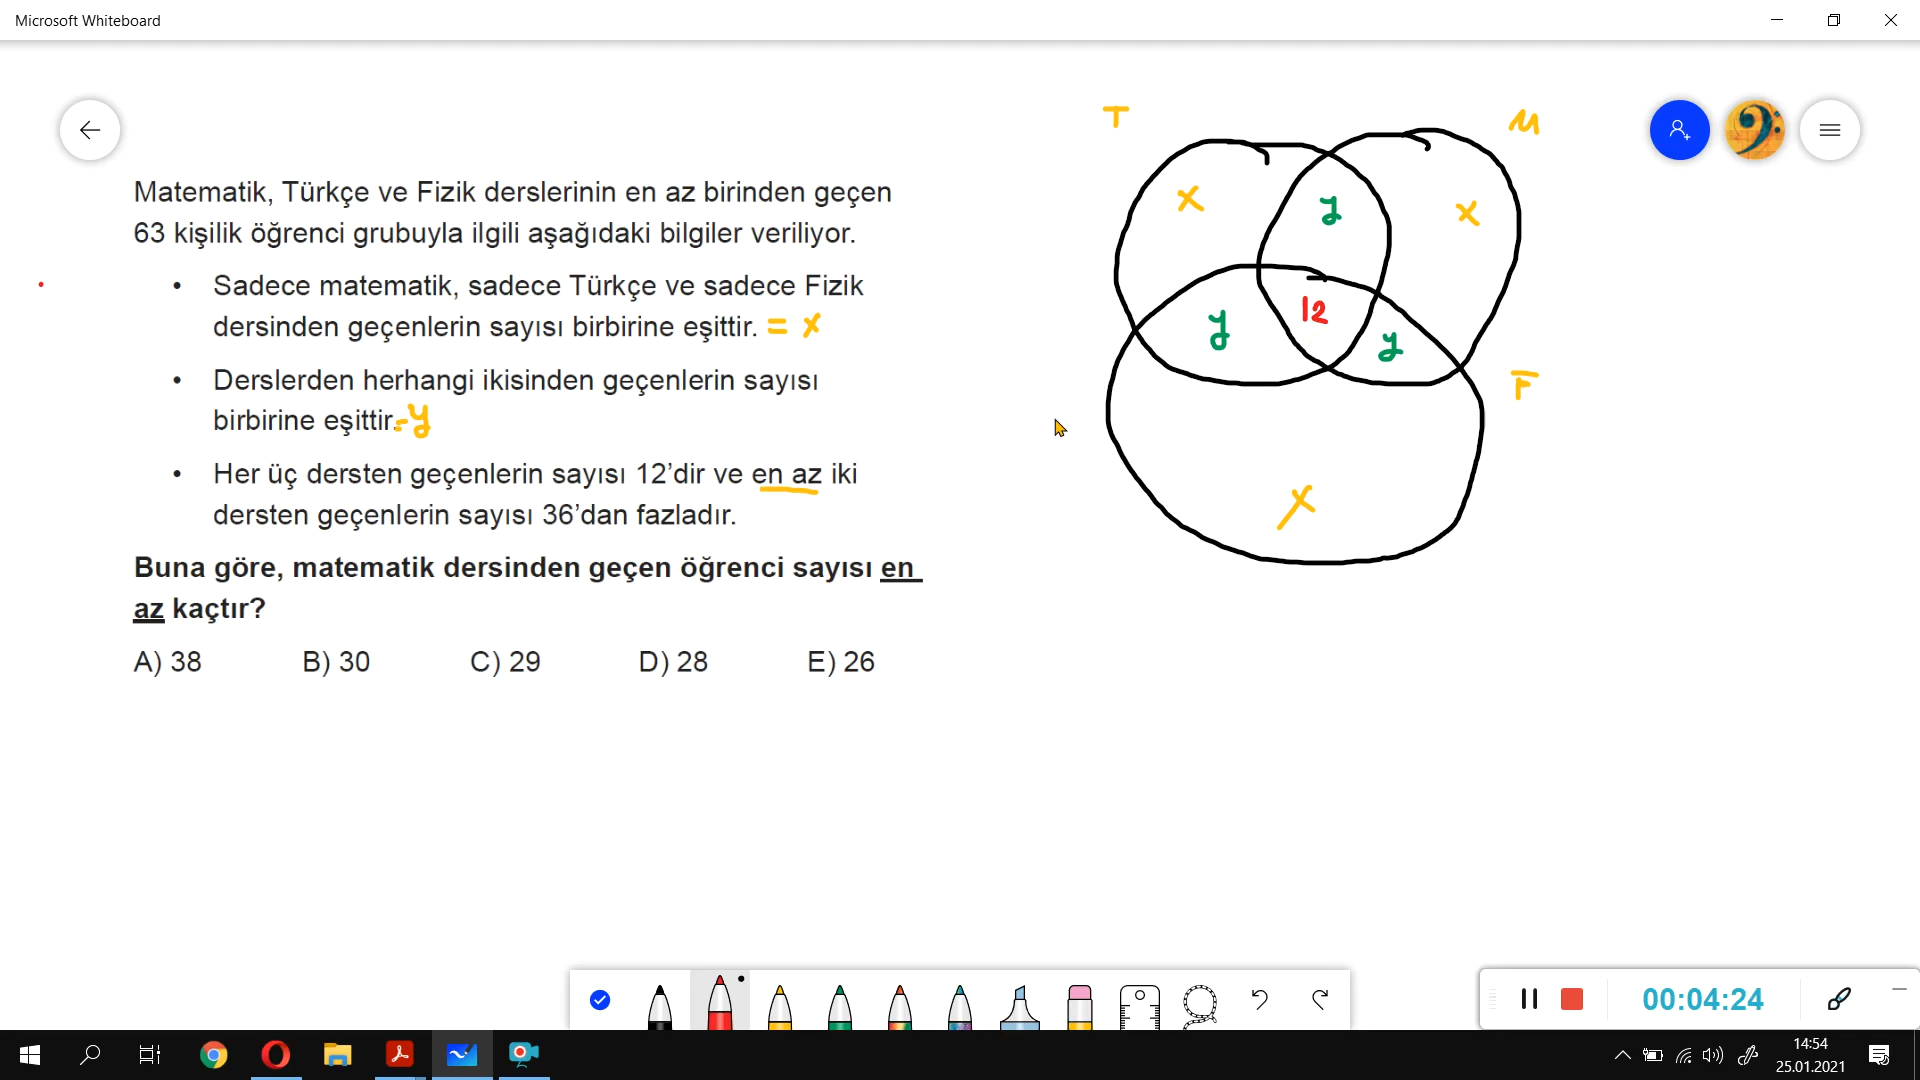 Microsoft Whiteboard
Matematik, Türkçe ve Fizik derslerinin en az birinden geçen
63 kişilik öğrenci grubuyla ilgili aşağıdaki bilgiler veriliyor.
• Sadece matematik, sadece Türkçe ve sadece Fizik
dersinden geçenlerin sayısı birbirine eşittir. = x
• Derslerden herhangi ikisinden geçenlerin sayısı
birbirine eşittir. = y
• Her üç dersten geçenlerin sayısı 12'dir ve en az iki
dersten geçenlerin sayısı 36'dan fazladır.
Buna göre, matematik dersinden geçen öğrenci sayısı en
az kaçtır?
A) 38 B) 30 C) 29 D) 28 E) 26
T M
x y x
y 12 y
F
x
00:04:24
14:54
25.01.2021